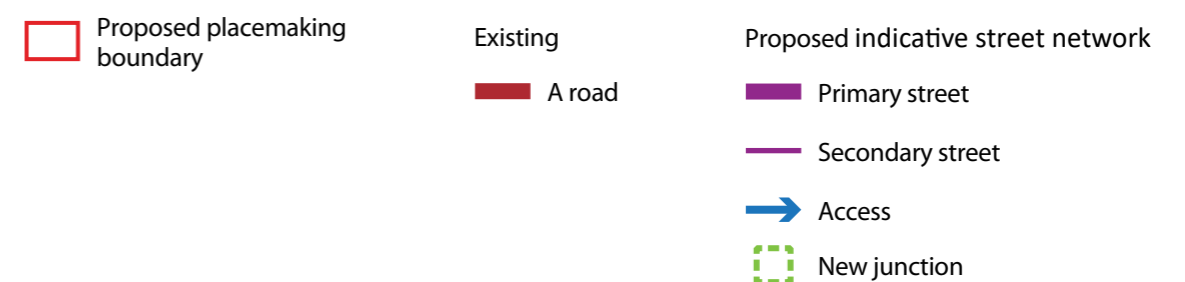 Proposed placemaking
boundary
Existing
A road
Proposed indicative street network
Primary street
Secondary street
Access
New junction